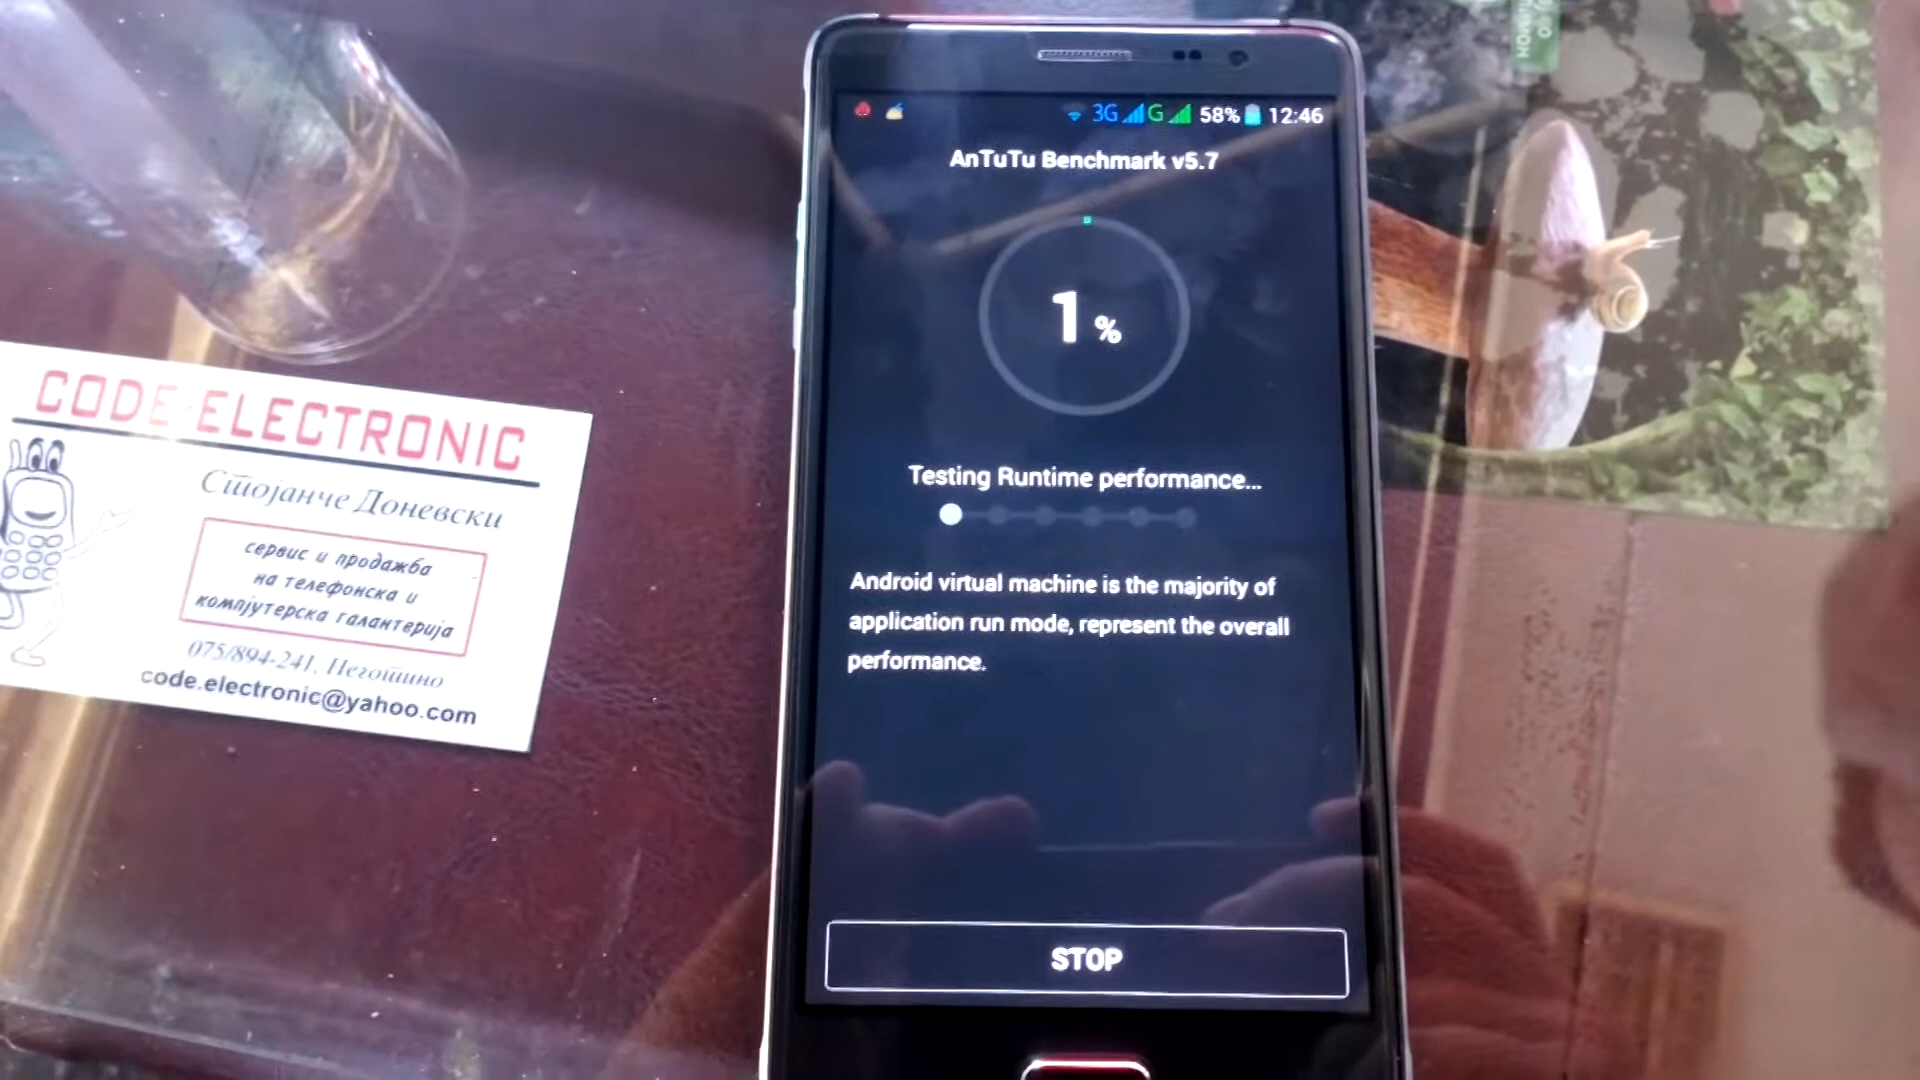 CODE ELECTRONIC
Стојанче Доневски
сервис и продажба
на телефонска и
компјутерска галантерија
075/894-241, Неготино
code.electronic@yahoo.com
3G G 58% 12:46
AnTuTu Benchmark v5.7
1 %
Testing Runtime performance...
Android virtual machine is the majority of
application run mode, represent the overall
performance.
STOP